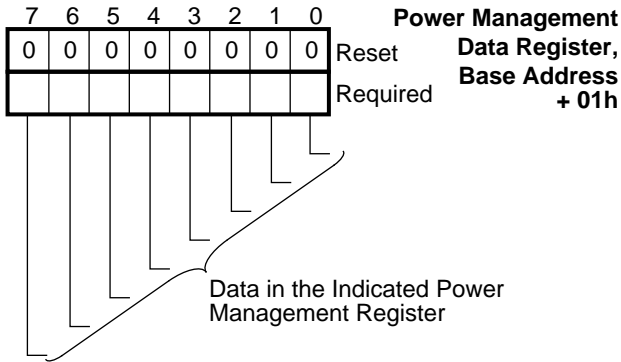 7 6 5 4 3 2 1 0
Power Management
Data Register,
Base Address
+ 01h
0 0 0 0 0 0 0 0 Reset
Required
Data in the Indicated Power
Management Register